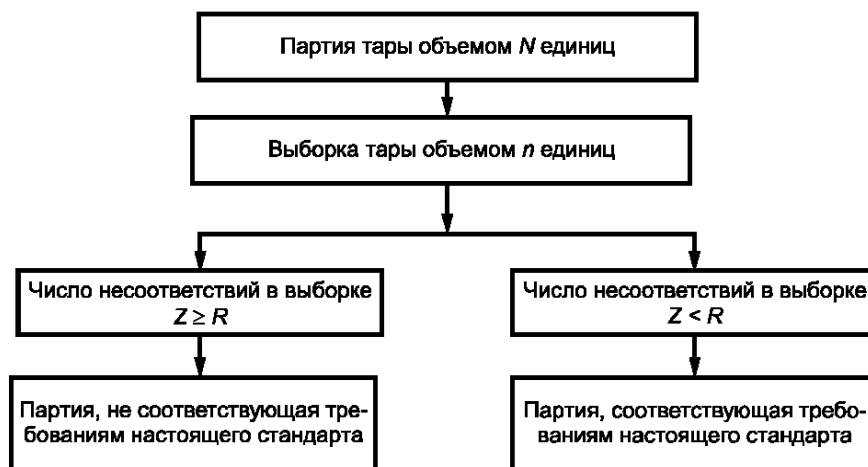 Партия тары объемом N единиц
Выборка тары объемом n единиц
Число несоответствий в выборке
Z ≥ R
Число несоответствий в выборке
Z < R
Партия, не соответствующая тре-
бованиям настоящего стандарта
Партия, соответствующая требо-
ваниям настоящего стандарта